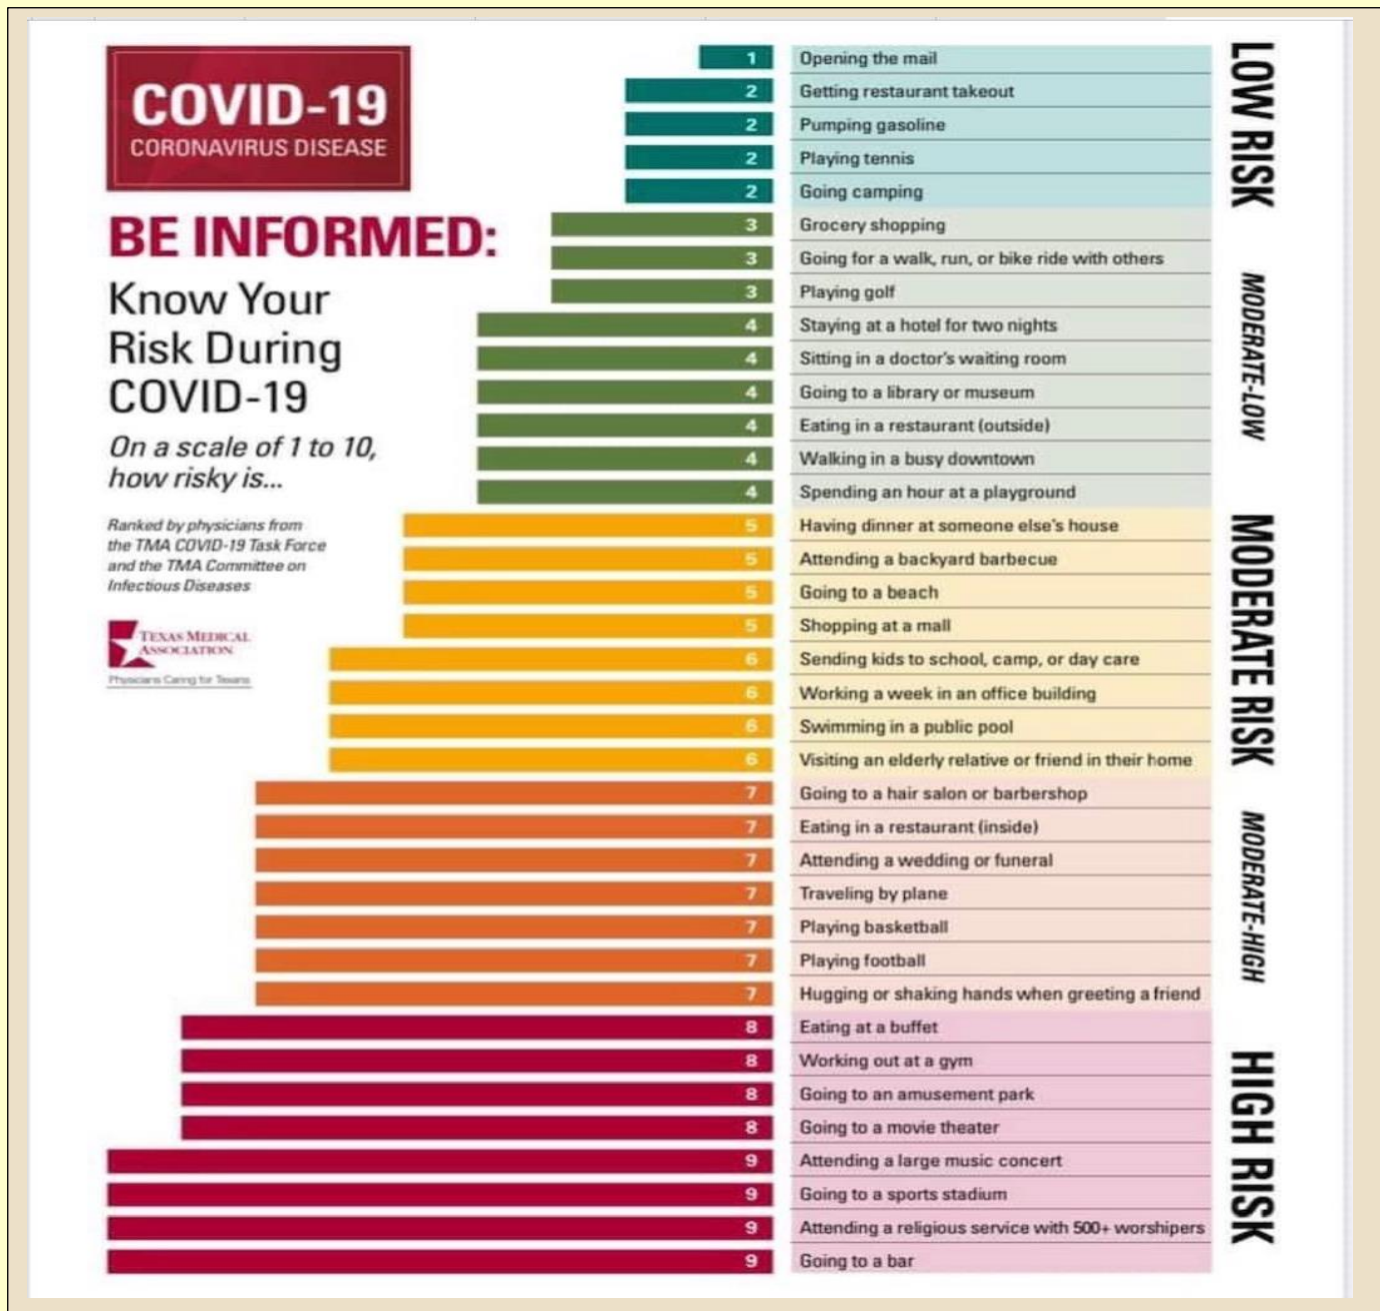 COVID-19
CORONAVIRUS DISEASE
BE INFORMED:
Know Your
Risk During
COVID-19
On a scale of 1 to 10,
how risky is...
Ranked by physicians from
the TMA COVID-19 Task Force
and the TMA Committee on
Infectious Diseases
TEXAS MEDICAL
ASSOCIATION
Physicians Caring for Texans
1 Opening the mail
2 Getting restaurant takeout
2 Pumping gasoline
2 Playing tennis
2 Going camping
3 Grocery shopping
3 Going for a walk, run, or bike ride with others
3 Playing golf
4 Staying at a hotel for two nights
4 Sitting in a doctor's waiting room
4 Going to a library or museum
4 Eating in a restaurant (outside)
4 Walking in a busy downtown
4 Spending an hour at a playground
5 Having dinner at someone else's house
5 Attending a backyard barbecue
5 Going to a beach
5 Shopping at a mall
6 Sending kids to school, camp, or day care
6 Working a week in an office building
6 Swimming in a public pool
6 Visiting an elderly relative or friend in their home
7 Going to a hair salon or barbershop
7 Eating in a restaurant (inside)
7 Attending a wedding or funeral
7 Traveling by plane
7 Playing basketball
7 Playing football
7 Hugging or shaking hands when greeting a friend
8 Eating at a buffet
8 Working out at a gym
8 Going to an amusement park
8 Going to a movie theater
9 Attending a large music concert
9 Going to a sports stadium
9 Attending a religious service with 500+ worshipers
9 Going to a bar
LOW RISK
MODERATE-LOW
MODERATE RISK
MODERATE-HIGH
HIGH RISK